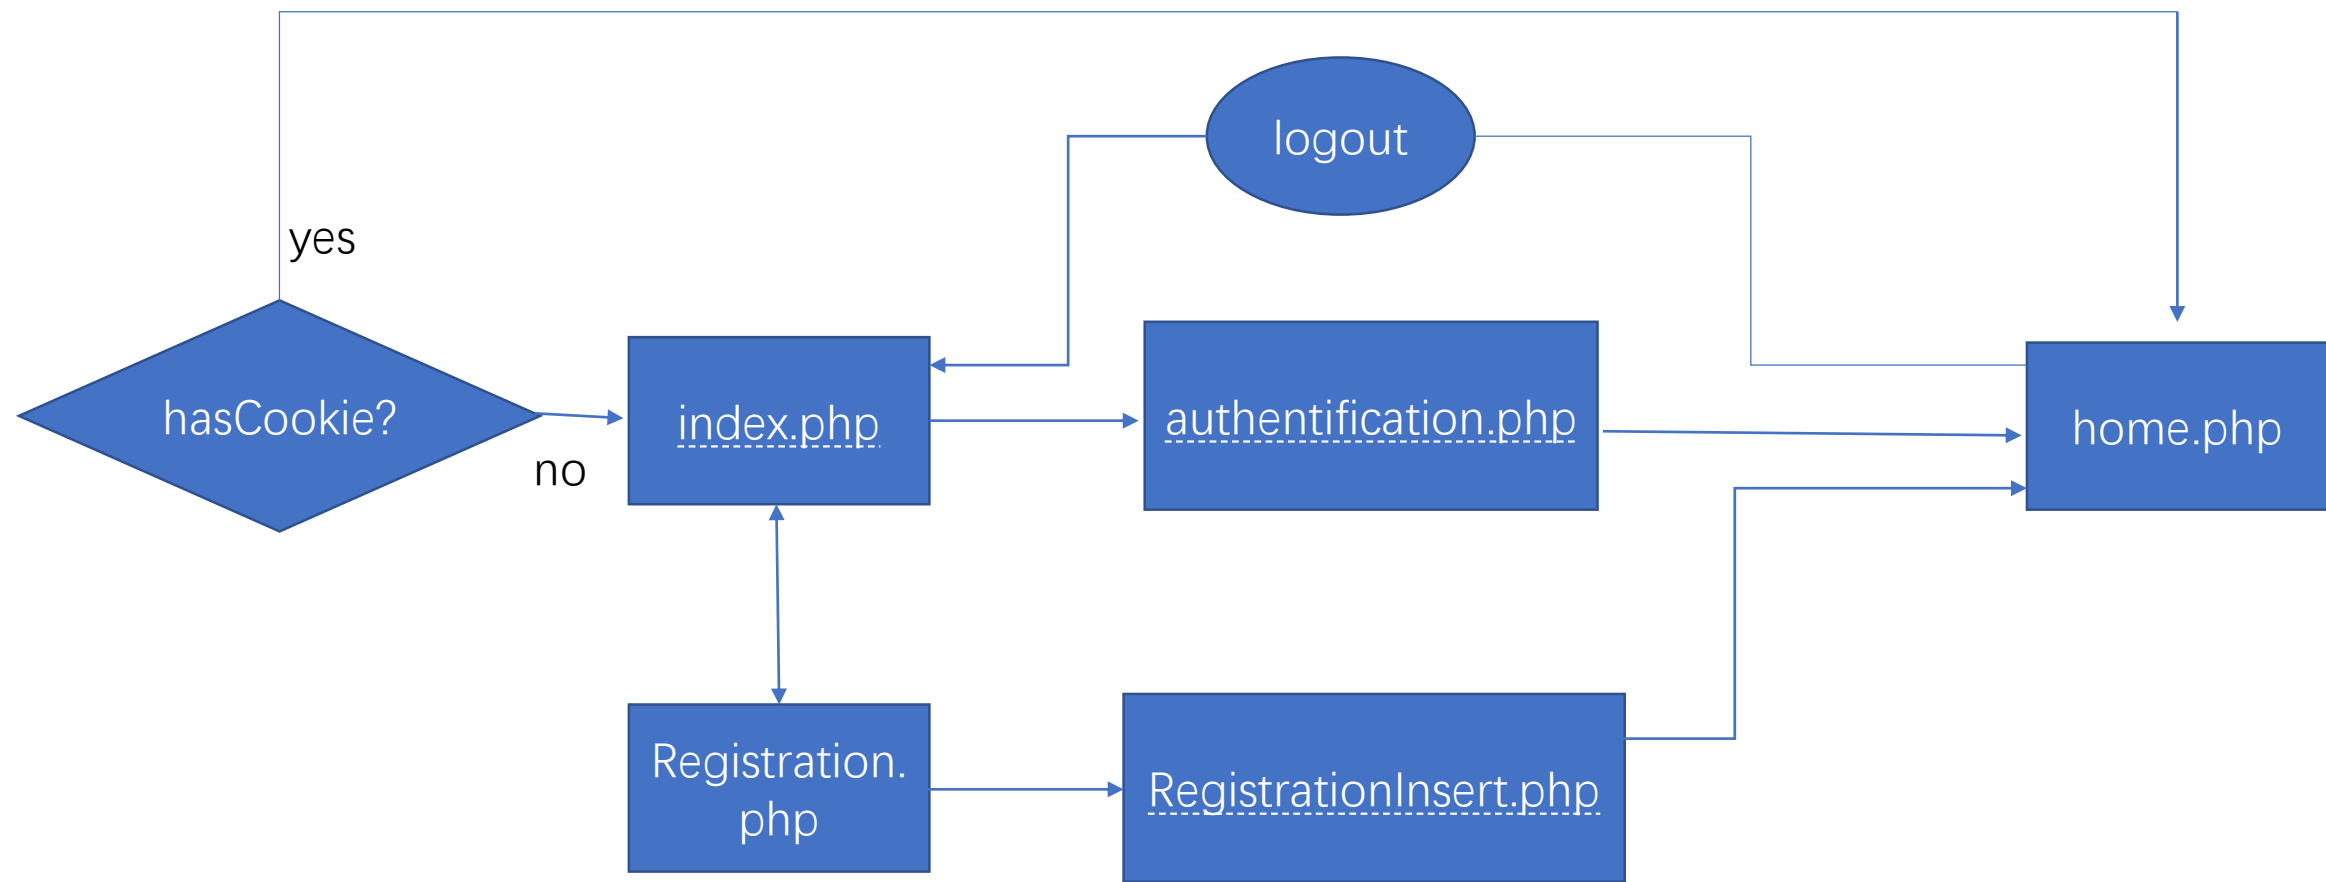 logout
yes
hasCookie?
no
index.php
authentification.php
home.php
Registration.
php
RegistrationInsert.php